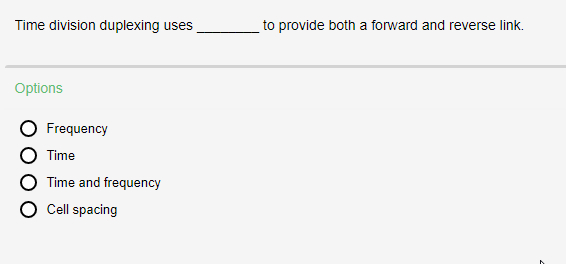 Time division duplexing uses ________ to provide both a forward and reverse link.
Options
Frequency
Time
Time and frequency
Cell spacing